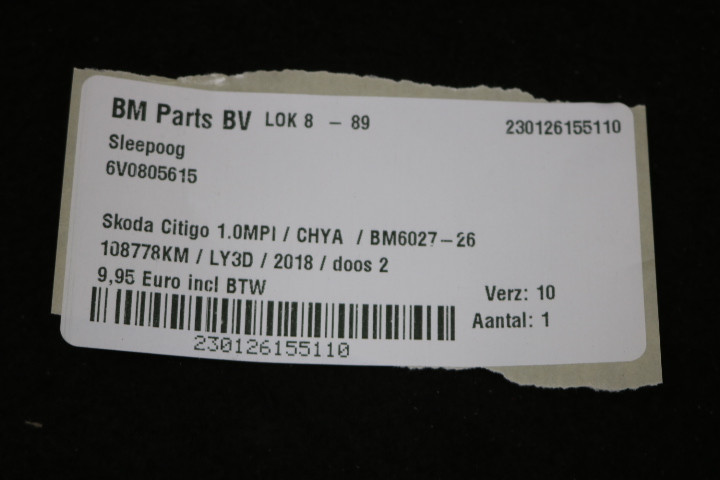 BM Parts BV LOK 8 - 89 230126155110
Sleepoog
6V0805615
Skoda Citigo 1.0MPI / CHYA / BM6027-26
108778KM / LY3D / 2018 / doos 2
9,95 Euro incl BTW
Verz: 10
Aantal: 1
230126155110